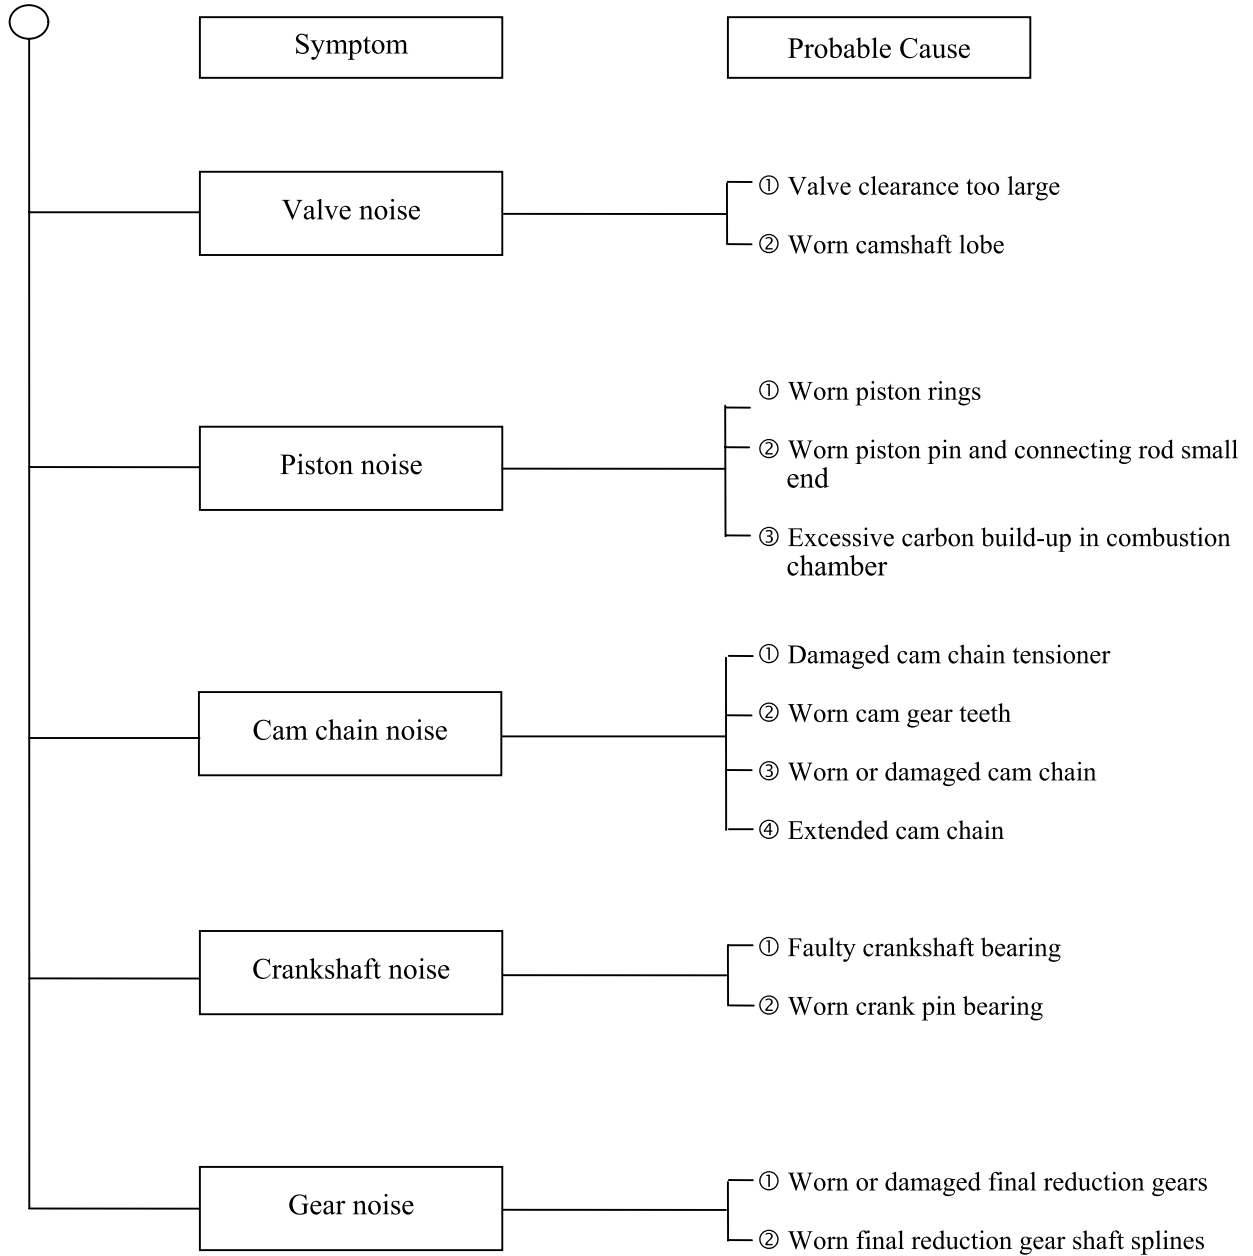 Symptom
Probable Cause
Valve noise
① Valve clearance too large
② Worn camshaft lobe
Piston noise
① Worn piston rings
② Worn piston pin and connecting rod small
end
③ Excessive carbon build-up in combustion
chamber
Cam chain noise
① Damaged cam chain tensioner
② Worn cam gear teeth
③ Worn or damaged cam chain
④ Extended cam chain
Crankshaft noise
① Faulty crankshaft bearing
② Worn crank pin bearing
Gear noise
① Worn or damaged final reduction gears
② Worn final reduction gear shaft splines